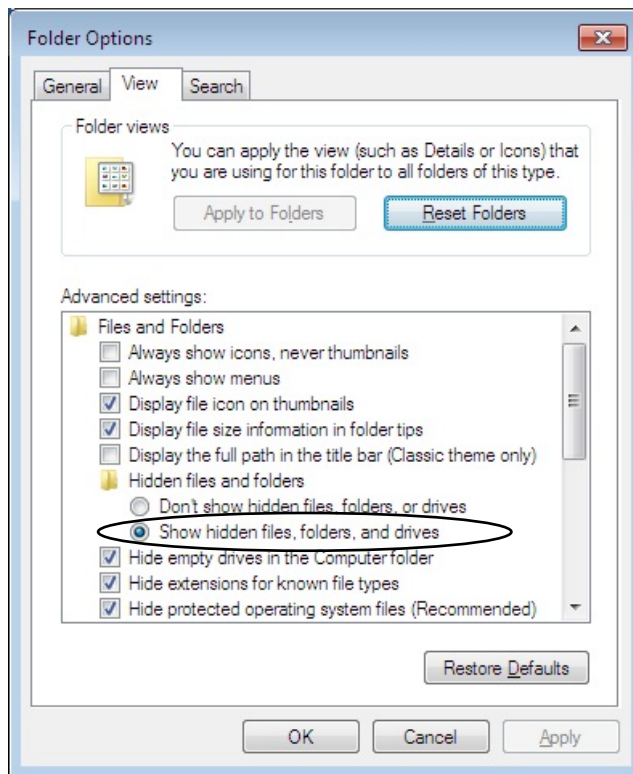 Folder Options
General View Search
Folder views
You can apply the view (such as Details or Icons) that
you are using for this folder to all folders of this type.
Apply to Folders Reset Folders
Advanced settings:
Files and Folders
Always show icons, never thumbnails
Always show menus
Display file icon on thumbnails
Display file size information in folder tips
Display the full path in the title bar (Classic theme only)
Hidden files and folders
Don't show hidden files, folders, or drives
Show hidden files, folders, and drives
Hide empty drives in the Computer folder
Hide extensions for known file types
Hide protected operating system files (Recommended)
Restore Defaults
OK Cancel Apply